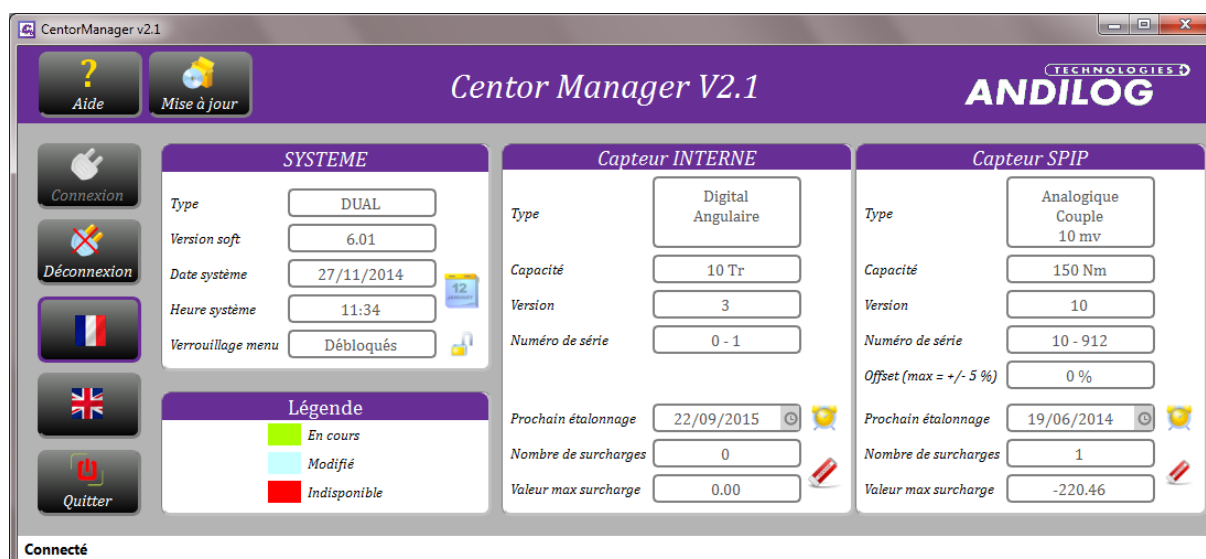 CentorManager v2.1
Aide
Mise à jour
Centor Manager V2.1
TECHNOLOGIES
ANDILOG
Connexion
Déconnexion
Quitter
SYSTEME
Type DUAL
Version soft 6.01
Date système 27/11/2014
12
JANUARY
Heure système 11:34
Verrouillage menu Débloqués
Légende
En cours
Modifié
Indisponible
Capteur INTERNE
Type Digital
Angulaire
Capacité 10 Tr
Version 3
Numéro de série 0 - 1
Prochain étalonnage 22/09/2015
Nombre de surcharges 0
Valeur max surcharge 0.00
Capteur SPIP
Type Analogique
Couple
10 mv
Capacité 150 Nm
Version 10
Numéro de série 10 - 912
Offset (max = +/- 5 %) 0 %
Prochain étalonnage 19/06/2014
Nombre de surcharges 1
Valeur max surcharge -220.46
Connecté